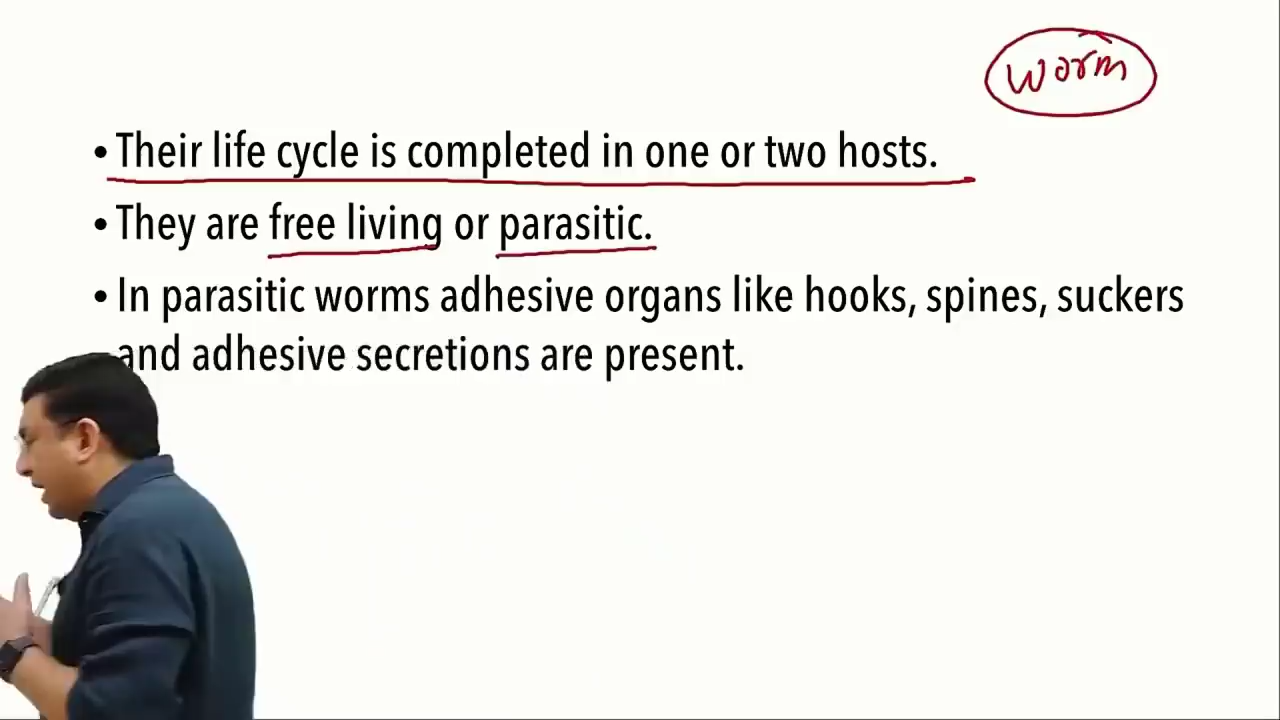 worm
• Their life cycle is completed in one or two hosts.
• They are free living or parasitic.
• In parasitic worms adhesive organs like hooks, spines, suckers
and adhesive secretions are present.